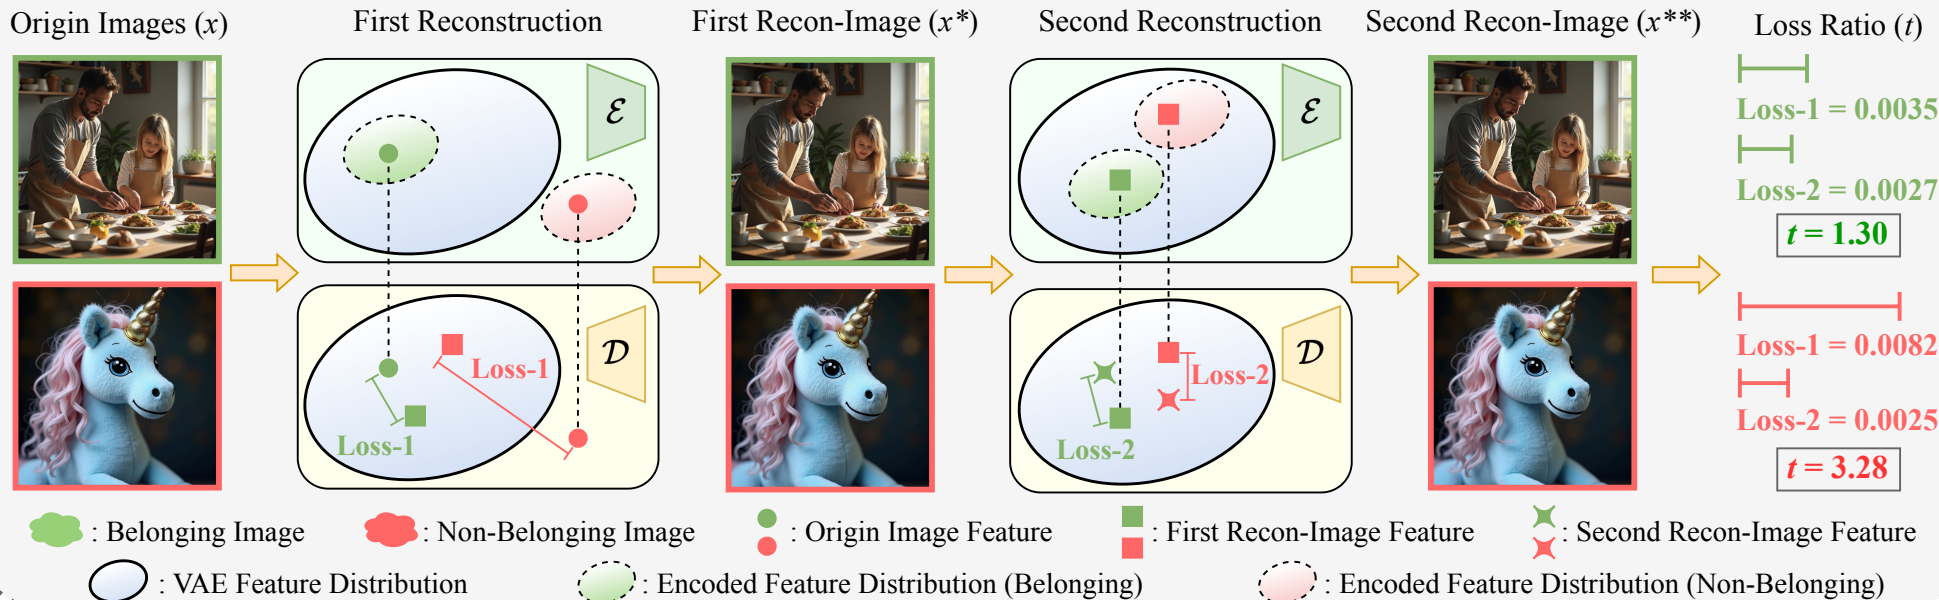 Origin Images (x)
First Reconstruction
First Recon-Image (x*)
Second Reconstruction
Second Recon-Image (x**)
Loss Ratio (t)
ℰ
𝒟
Loss-1
Loss-1
ℰ
𝒟
Loss-2
Loss-2
Loss-1 = 0.0035
Loss-2 = 0.0027
t = 1.30
Loss-1 = 0.0082
Loss-2 = 0.0025
t = 3.28
: Belonging Image
: Non-Belonging Image
: Origin Image Feature
: First Recon-Image Feature
: Second Recon-Image Feature
: VAE Feature Distribution
: Encoded Feature Distribution (Belonging)
: Encoded Feature Distribution (Non-Belonging)